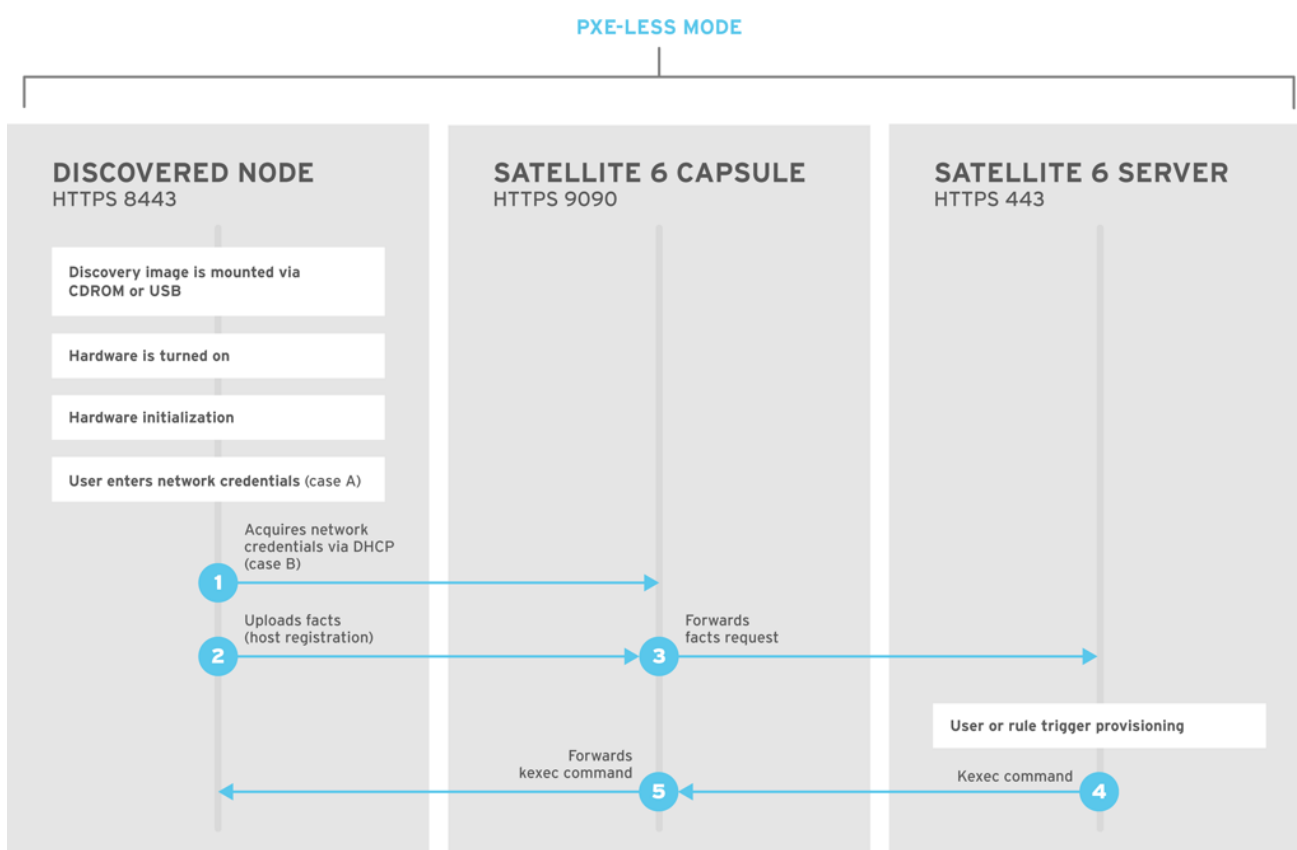 PXE-LESS MODE
DISCOVERED NODE
HTTPS 8443
SATELLITE 6 CAPSULE
HTTPS 9090
SATELLITE 6 SERVER
HTTPS 443
Discovery image is mounted via
CDROM or USB
Hardware is turned on
Hardware initialization
User enters network credentials (case A)
Acquires network
credentials via DHCP
(case B)
1
Uploads facts
(host registration)
2
Forwards
facts request
3
User or rule trigger provisioning
Kexec command
4
Forwards
kexec command
5